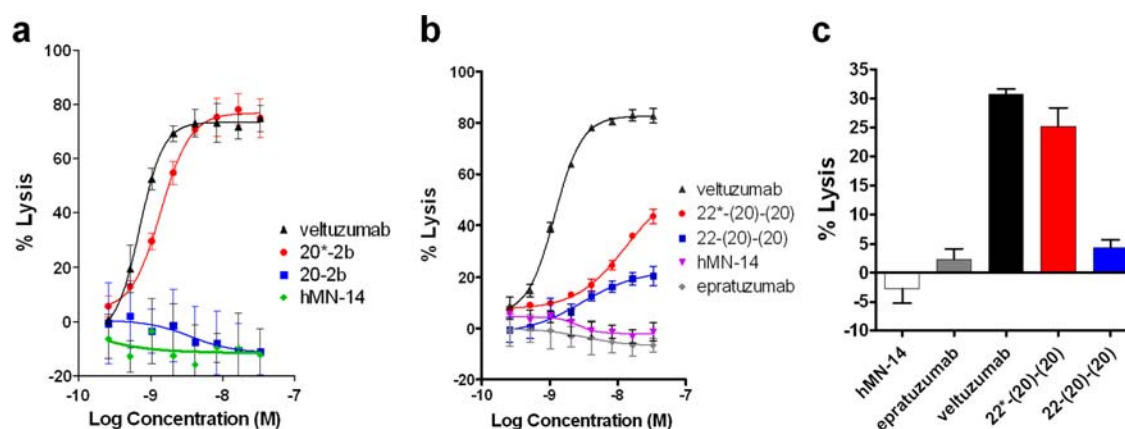 a
100
80
60
40
20
0
-20
% Lysis
-10
-9
-8
-7
Log Concentration (M)
veltuzumab
20*-2b
20-2b
hMN-14
b
100
80
60
40
20
0
-20
% Lysis
-10
-9
-8
-7
Log Concentration (M)
veltuzumab
22*-(20)-(20)
22-(20)-(20)
hMN-14
epratuzumab
c
35
30
25
20
15
10
5
0
-5
-10
% Lysis
hMN-14
epratuzumab
veltuzumab
22*-(20)-(20)
22-(20)-(20)